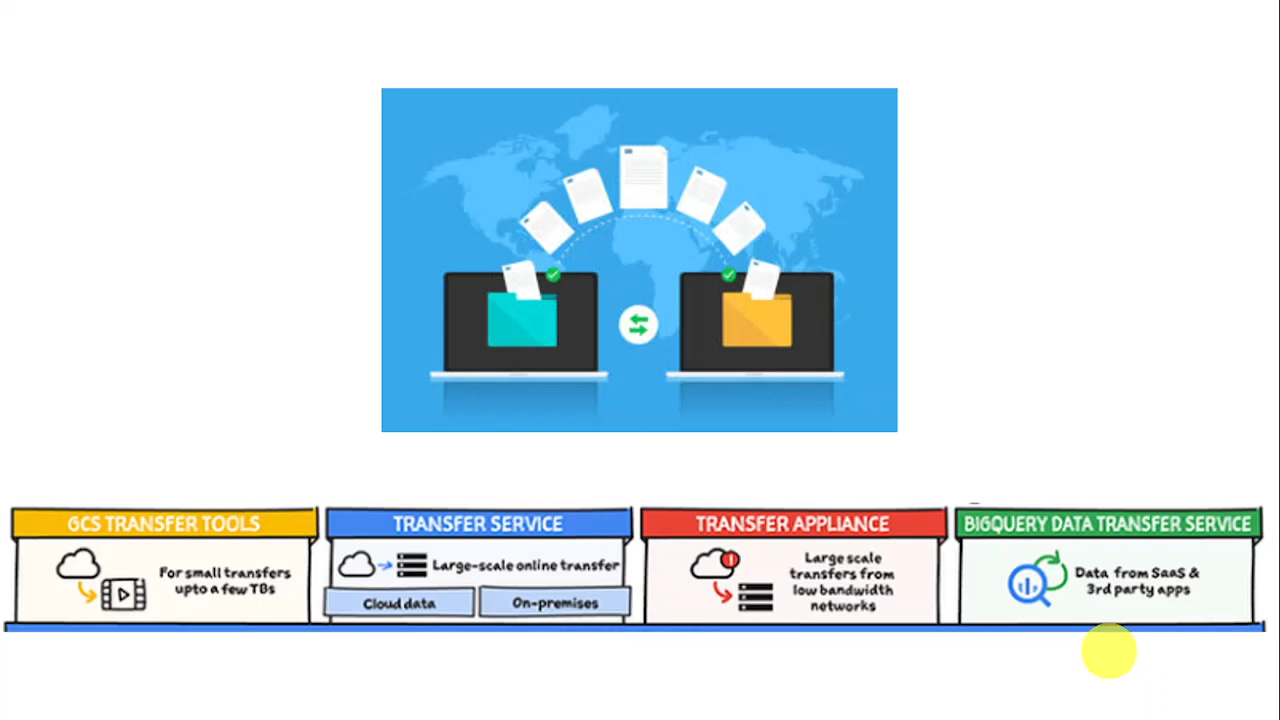 GCS TRANSFER TOOLS
For small transfers
upto a few TBs
TRANSFER SERVICE
Large-scale online transfer
Cloud data
On-premises
TRANSFER APPLIANCE
Large scale
transfers from
low bandwidth
networks
BIGQUERY DATA TRANSFER SERVICE
Data from SaaS &
3rd party apps